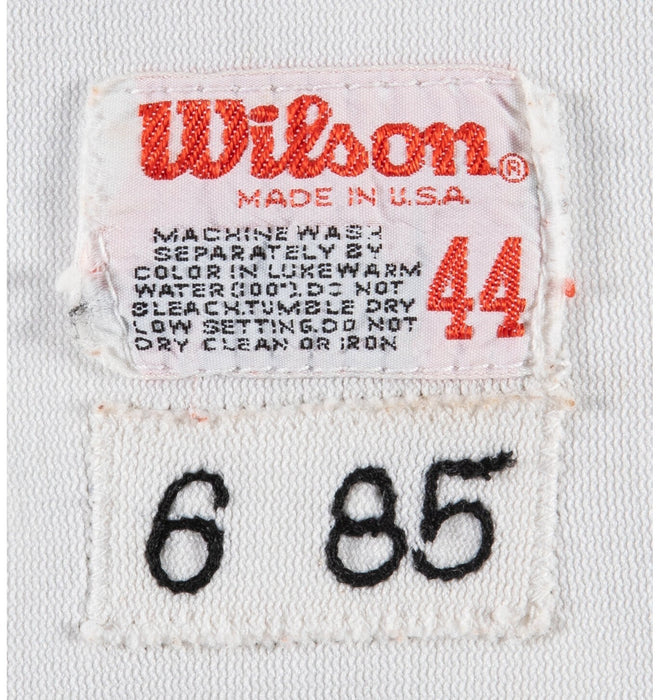 Wilson®
MADE IN U.S.A.
MACHINE WASH
SEPARATELY BY
COLOR IN LUKEWARM
WATER(100°).DO NOT
BLEACH.TUMBLE DRY
LOW SETTING.DO NOT
DRY CLEAN OR IRON
44
6 85